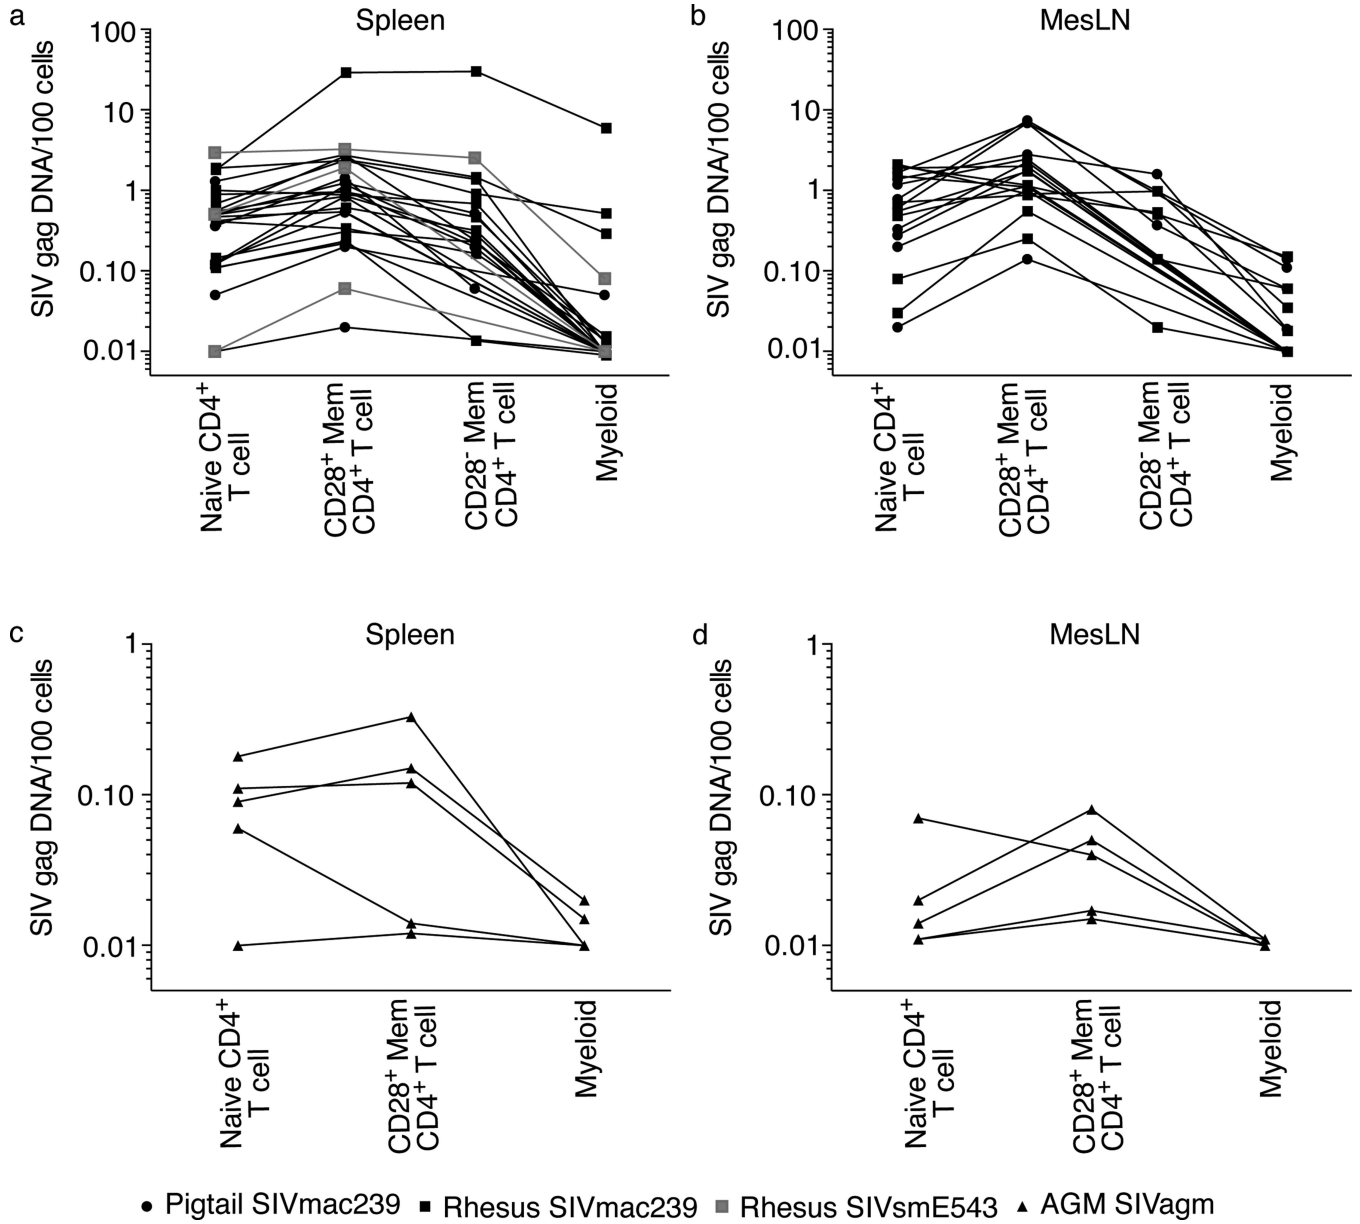 a
Spleen
SIV gag DNA/100 cells
100
10
1
0.10
0.01
Naive CD4+
T cell
CD28+ Mem
CD4+ T cell
CD28- Mem
CD4+ T cell
Myeloid
b
MesLN
SIV gag DNA/100 cells
100
10
1
0.10
0.01
Naive CD4+
T cell
CD28+ Mem
CD4+ T cell
CD28- Mem
CD4+ T cell
Myeloid
c
Spleen
SIV gag DNA/100 cells
1
0.10
0.01
Naive CD4+
T cell
CD28+ Mem
CD4+ T cell
Myeloid
d
MesLN
SIV gag DNA/100 cells
1
0.10
0.01
Naive CD4+
T cell
CD28+ Mem
CD4+ T cell
Myeloid
Pigtail SIVmac239 Rhesus SIVmac239 Rhesus SIVsmE543 AGM SIVagm